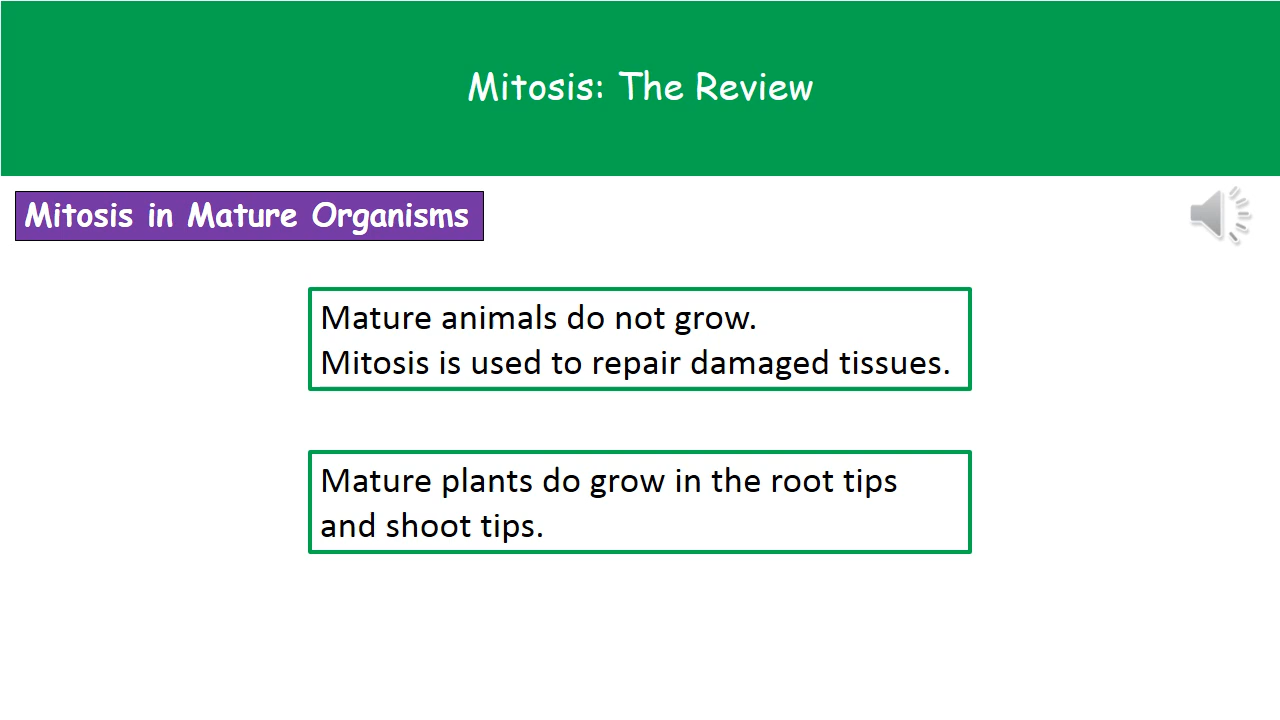 Mitosis: The Review
Mitosis in Mature Organisms
Mature animals do not grow.
Mitosis is used to repair damaged tissues.
Mature plants do grow in the root tips
and shoot tips.